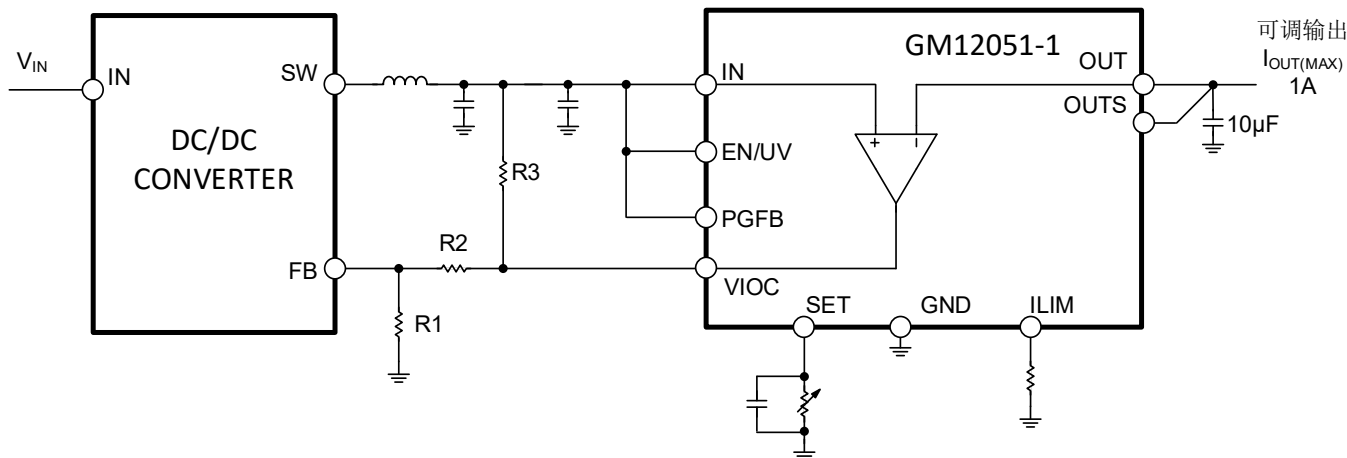 V_IN
IN
DC/DC
CONVERTER
SW
FB
R1
R2
R3
GM12051-1
IN
EN/UV
PGFB
VIOC
+
−
SET
GND
ILIM
OUT
OUTS
10µF
可调输出
I_OUT(MAX)
1A